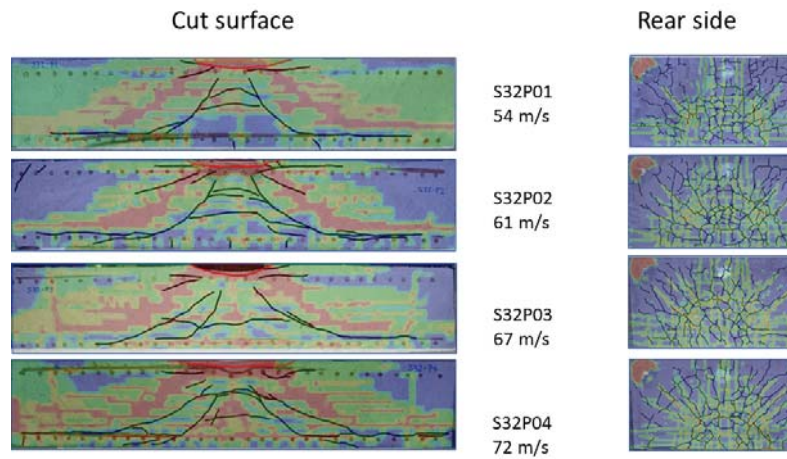 Cut surface
Rear side
S32P01
54 m/s
S32P02
61 m/s
S32P03
67 m/s
S32P04
72 m/s